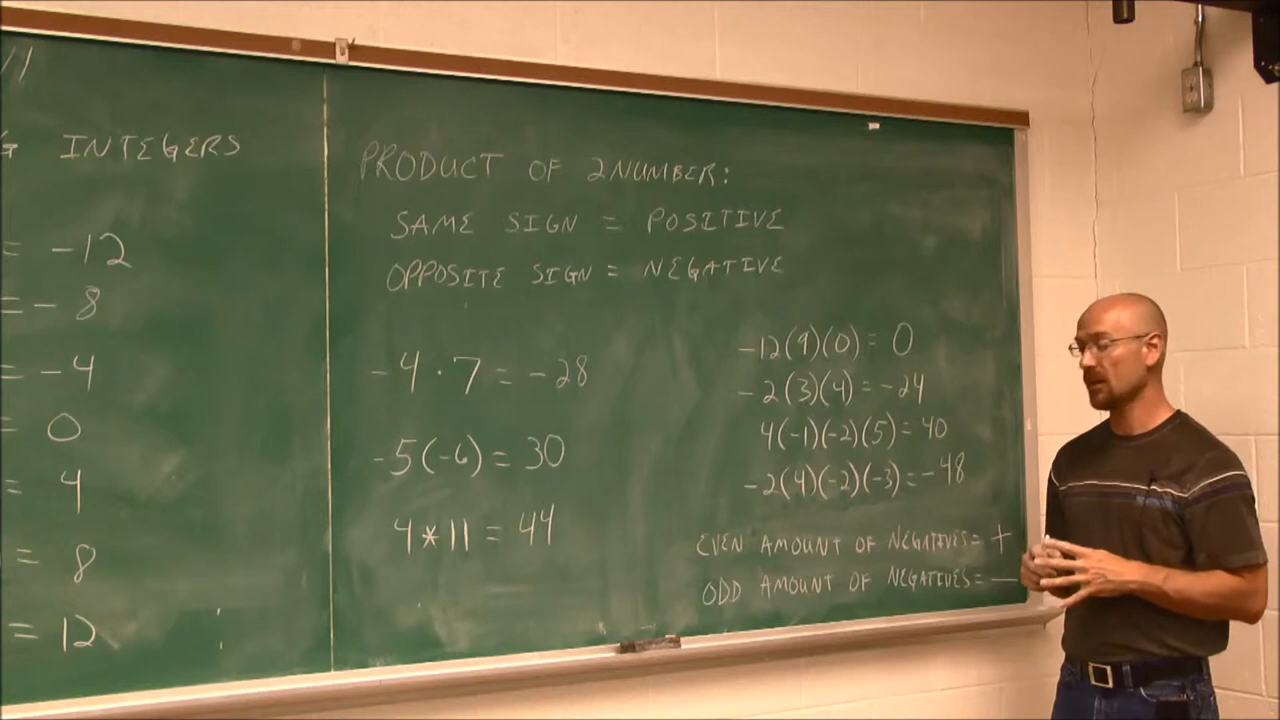 11
G INTEGERS
= -12
= - 8
= -4
= 0
= 4
= 8
= 12
PRODUCT OF 2 NUMBER:
SAME SIGN = POSITIVE
OPPOSITE SIGN = NEGATIVE
-4 · 7 = -28
-5(-6) = 30
4 * 11 = 44
-12(9)(0) = 0
-2(3)(4) = -24
4(-1)(-2)(5) = 40
-2(4)(-2)(-3) = -48
EVEN AMOUNT OF NEGATIVES = +
ODD AMOUNT OF NEGATIVES = —